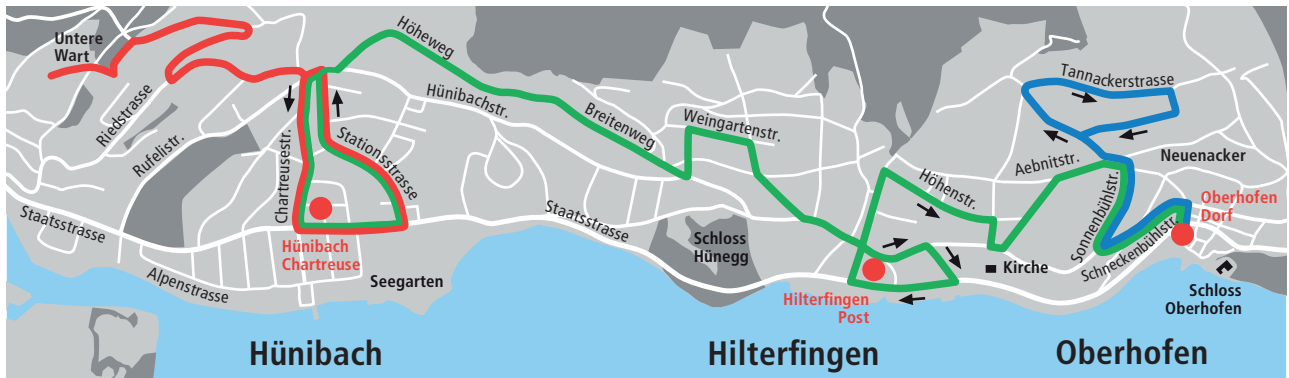 Untere
Wart
Riedstrasse
Rufelistr.
Staatsstrasse
Alpenstrasse
Chartreusestr.
Stationsstrasse
Hünibach
Chartreuse
Seegarten
Höheweg
Hünibachstr.
Breitenweg
Weingartenstr.
Staatsstrasse
Schloss
Hünegg
Hilterfingen
Post
Höhenstr.
Kirche
Aebnitstr.
Tannackerstrasse
Neuenacker
Sonnenbühlstr.
Schneckenbühlstr.
Oberhofen
Dorf
Schloss
Oberhofen
Hünibach
Hilterfingen
Oberhofen